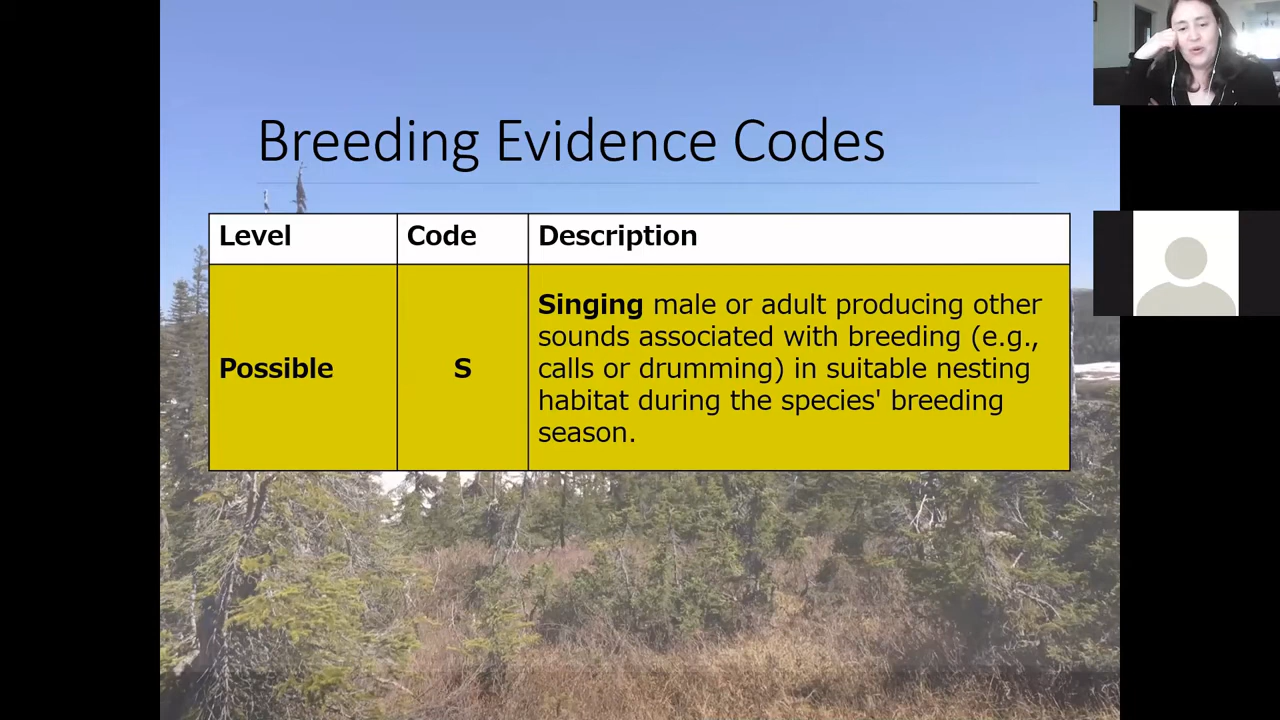 Breeding Evidence Codes
Level Code Description
Possible S Singing male or adult producing other
sounds associated with breeding (e.g.,
calls or drumming) in suitable nesting
habitat during the species' breeding
season.